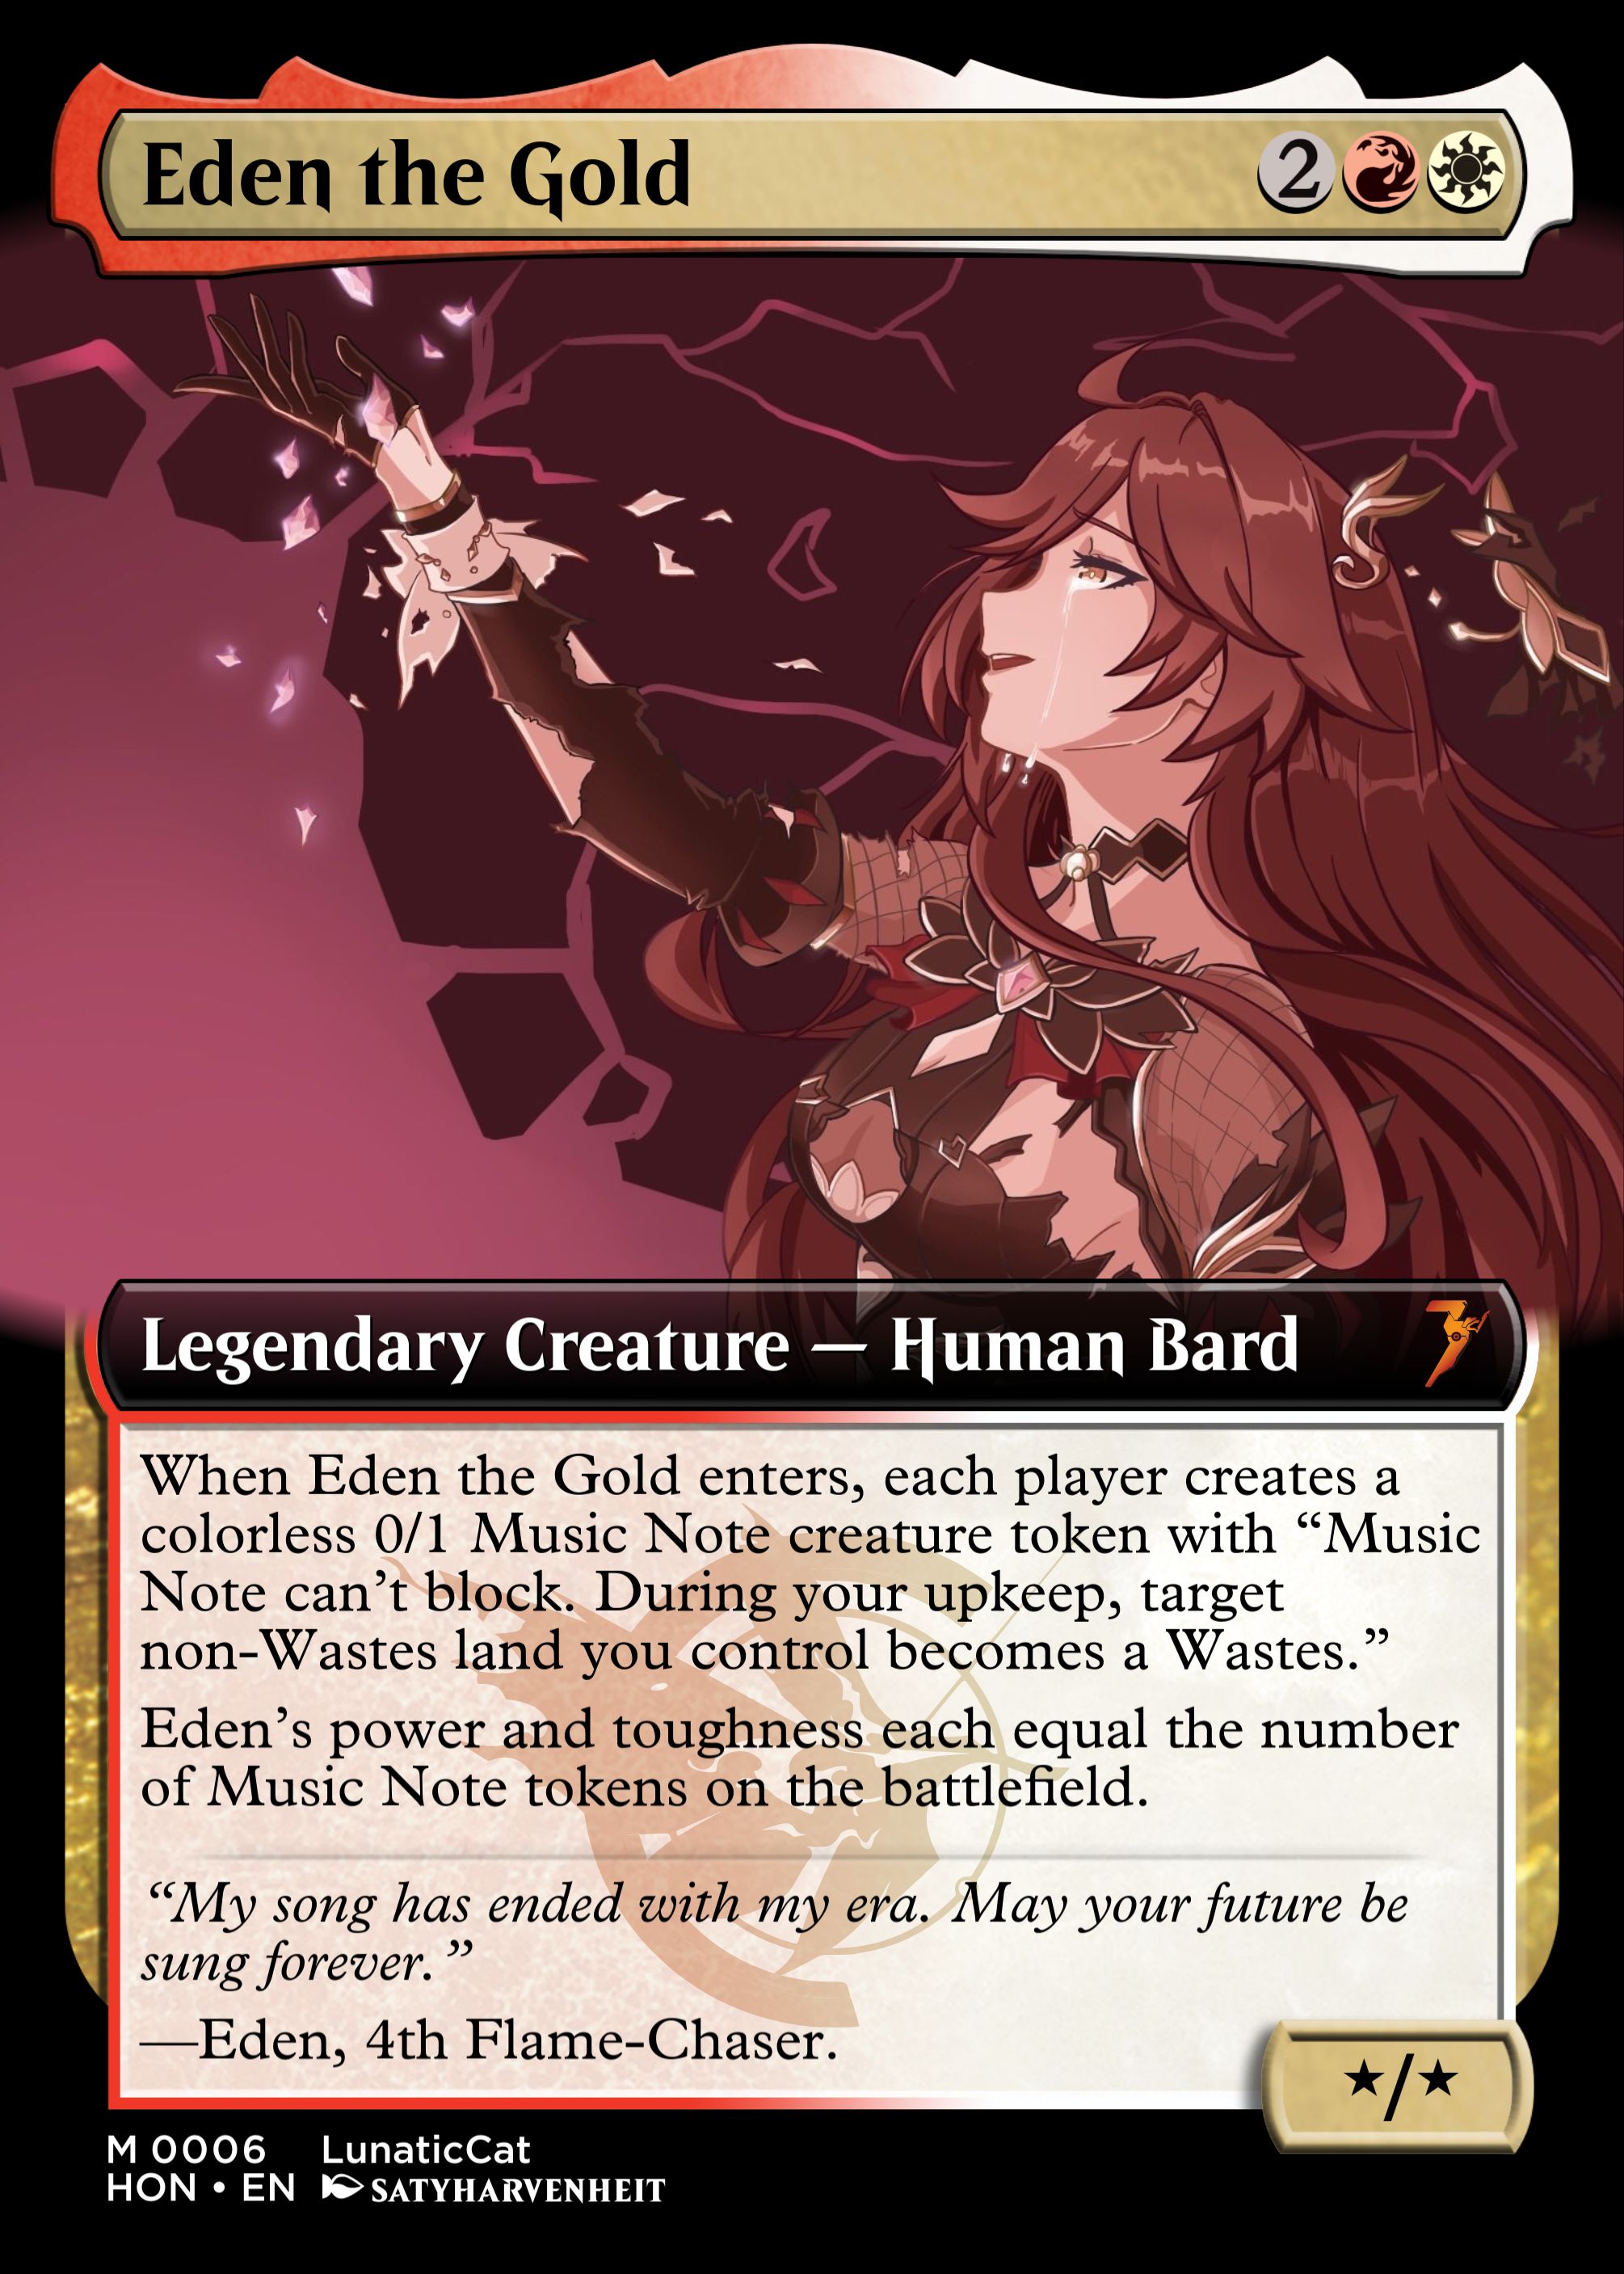 Eden the Gold 2
Legendary Creature — Human Bard
When Eden the Gold enters, each player creates a
colorless 0/1 Music Note creature token with “Music
Note can’t block. During your upkeep, target
non-Wastes land you control becomes a Wastes.”
Eden’s power and toughness each equal the number
of Music Note tokens on the battlefield.
“My song has ended with my era. May your future be
sung forever.”
—Eden, 4th Flame-Chaser.
★/★
M 0006 LunaticCat
HON • EN SATYHARVENHEIT